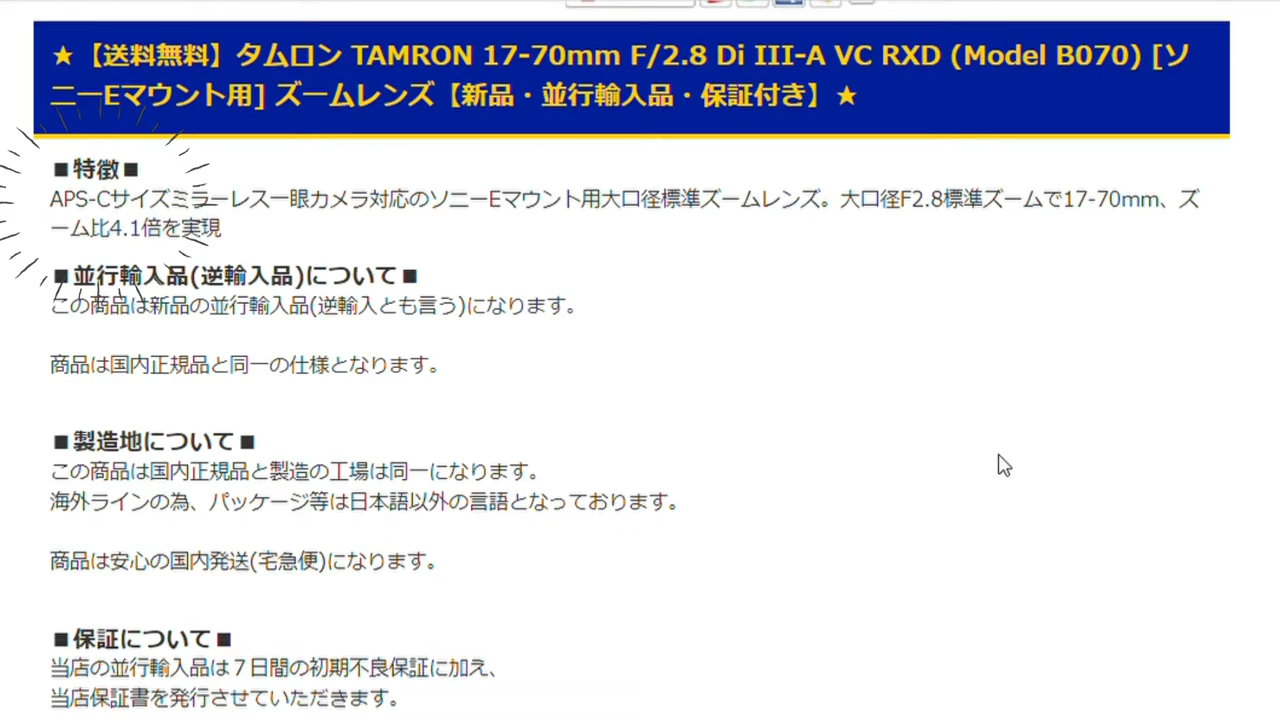 ★【送料無料】タムロン TAMRON 17-70mm F/2.8 Di III-A VC RXD (Model B070) [ソ
ニーEマウント用] ズームレンズ【新品・並行輸入品・保証付き】★
■特徴■
APS-Cサイズミラーレス一眼カメラ対応のソニーEマウント用大口径標準ズームレンズ。大口径F2.8標準ズームで17-70mm、ズ
ーム比4.1倍を実現
■並行輸入品(逆輸入品)について■
この商品は新品の並行輸入品(逆輸入とも言う)になります。
商品は国内正規品と同一の仕様となります。
■製造地について■
この商品は国内正規品と製造の工場は同一になります。
海外ラインの為、パッケージ等は日本語以外の言語となっております。
商品は安心の国内発送(宅急便)になります。
■保証について■
当店の並行輸入品は７日間の初期不良保証に加え、
当店保証書を発行させていただきます。